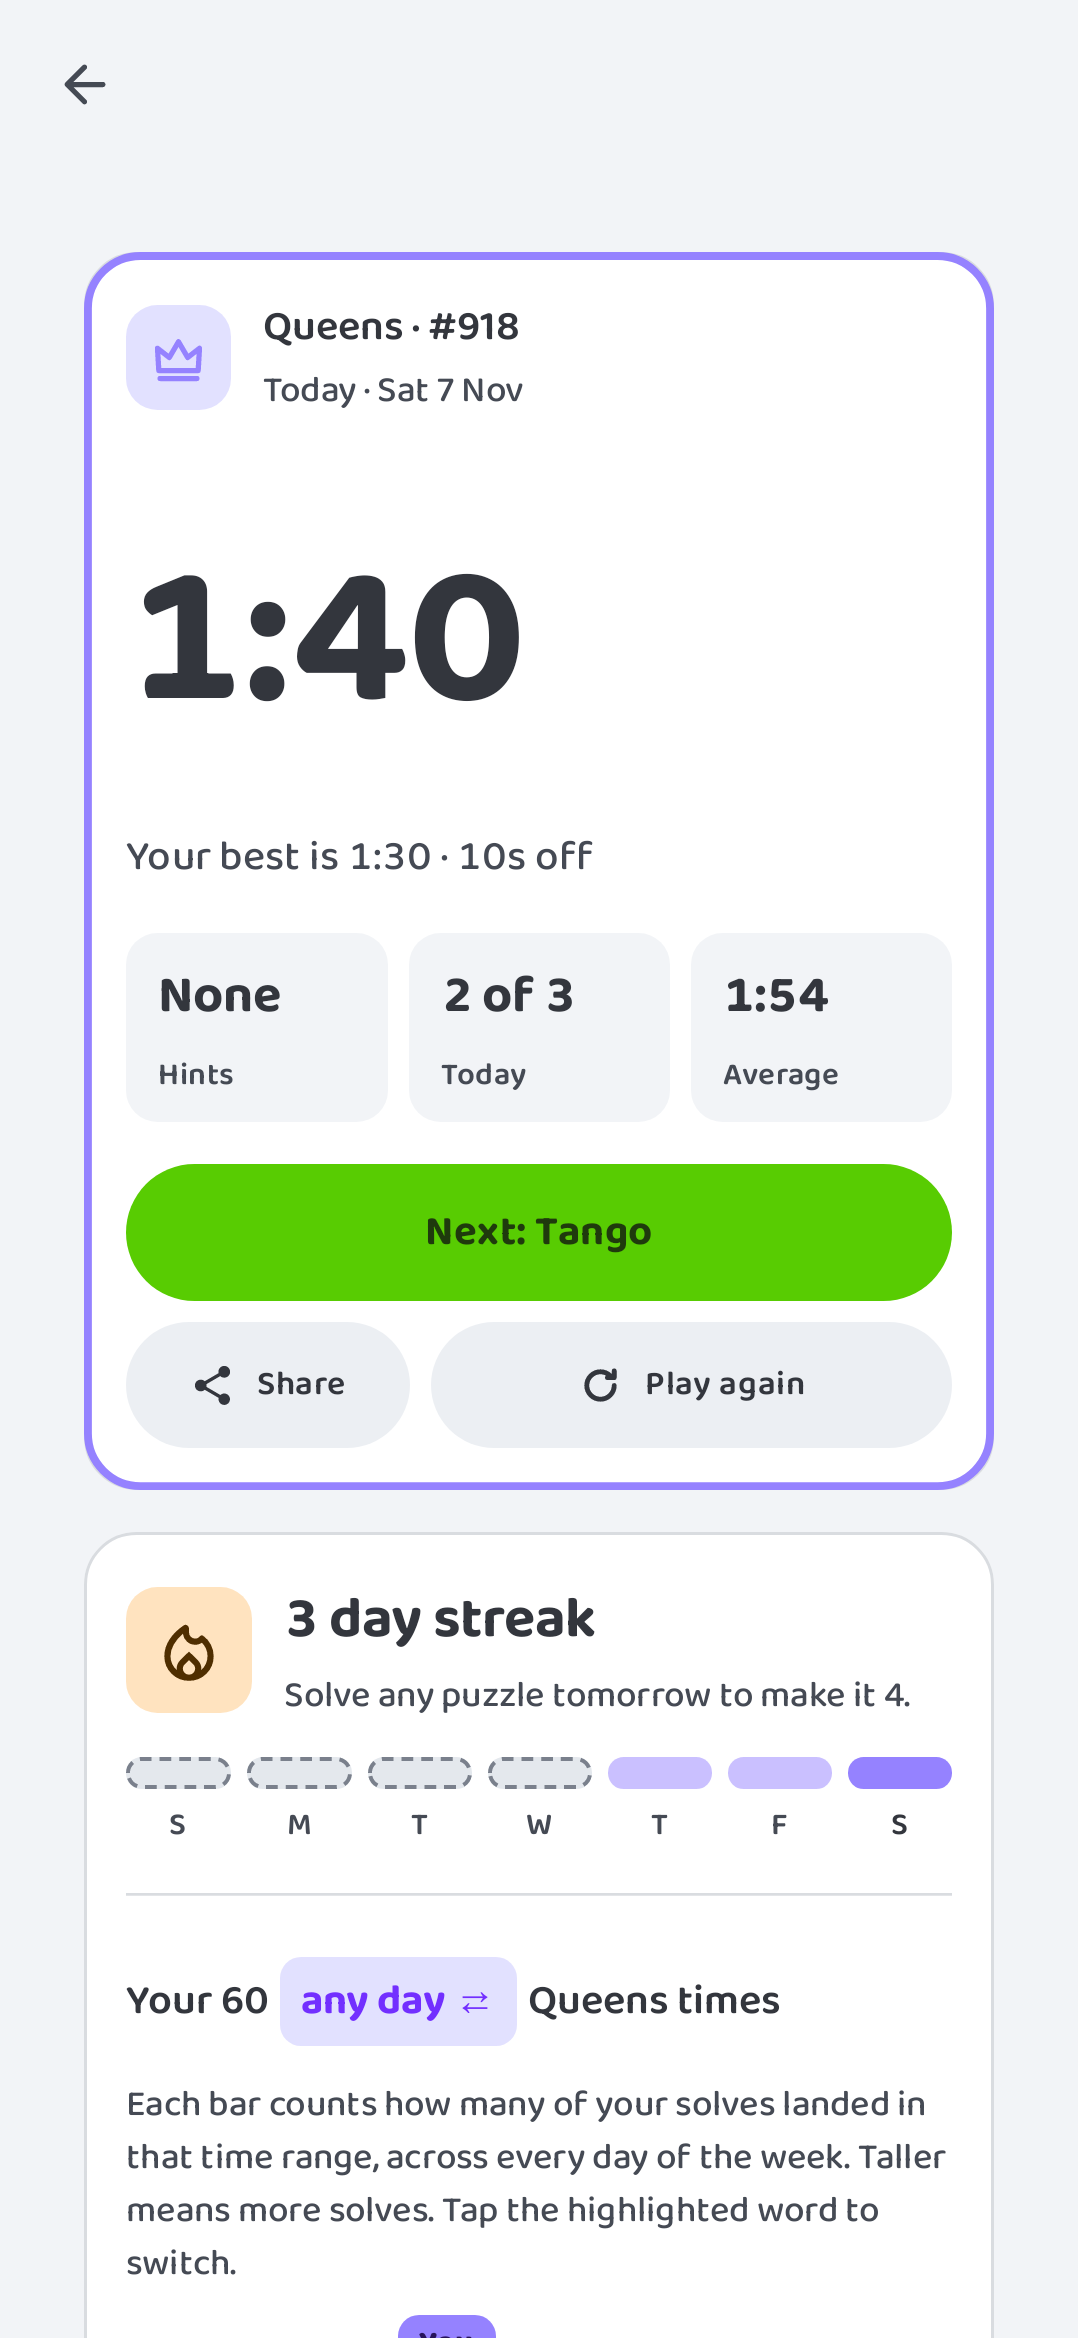 Queens · #918
Today · Sat 7 Nov
1:40
Your best is 1:30 · 10s off
None
Hints
2 of 3
Today
1:54
Average
Next: Tango
Share
Play again
3 day streak
Solve any puzzle tomorrow to make it 4.
S M T W T F S
Your 60 any day ⇄ Queens times
Each bar counts how many of your solves landed in
that time range, across every day of the week. Taller
means more solves. Tap the highlighted word to
switch.